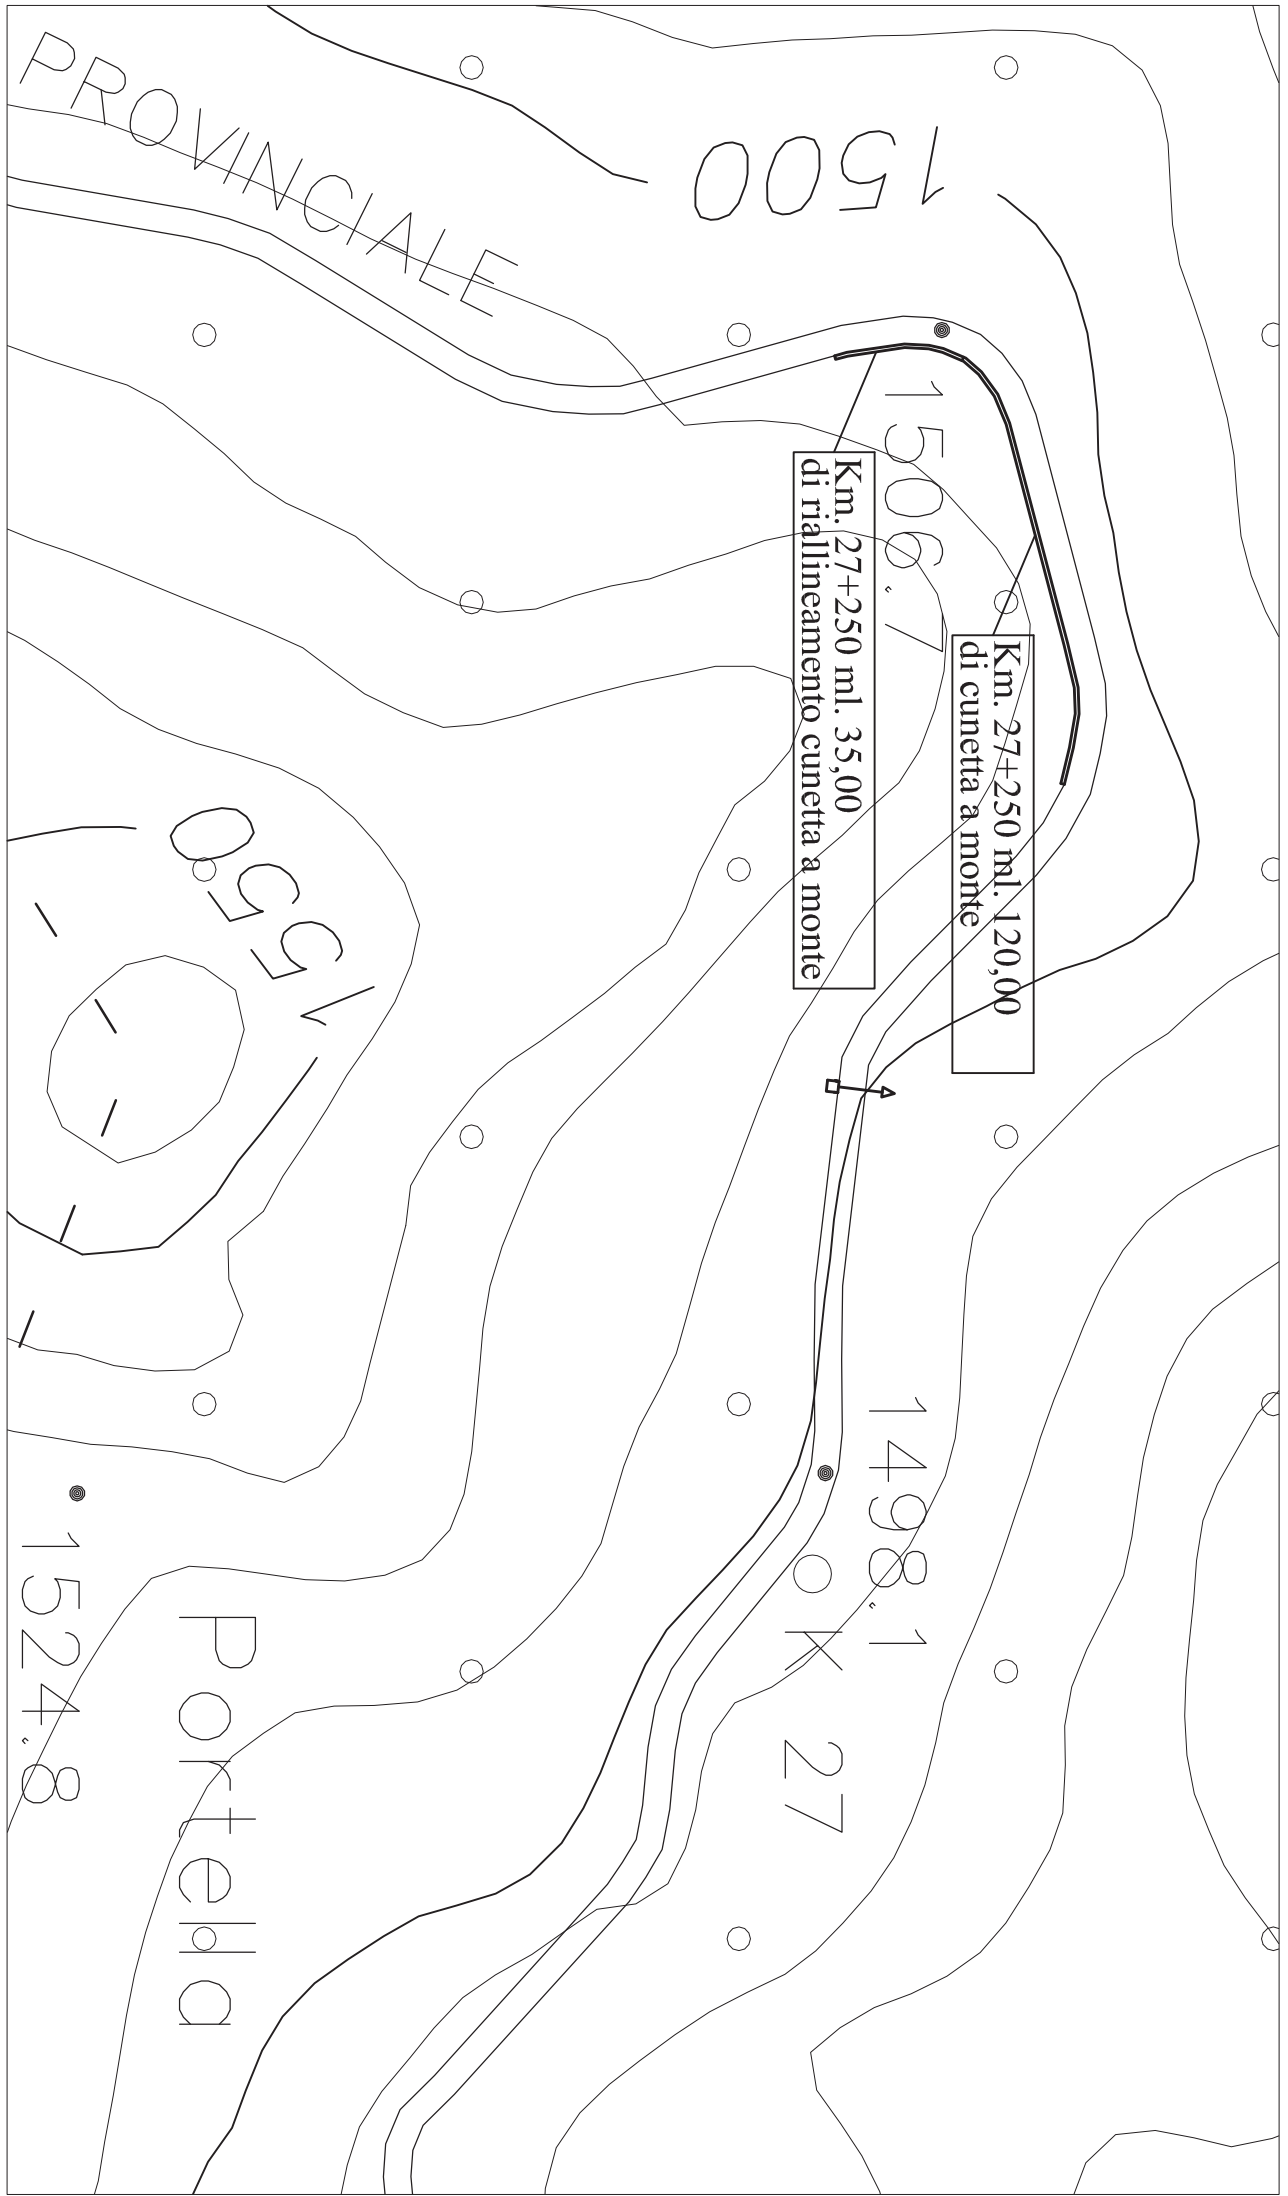 PROVINCIALE
1500
1506.7
Km. 27+250 ml. 35,00
di riallineamento cunetta a monte
Km. 27+250 ml. 120,00
di cunetta a monte
1550
1498.1
K 27
1524.8
Portella